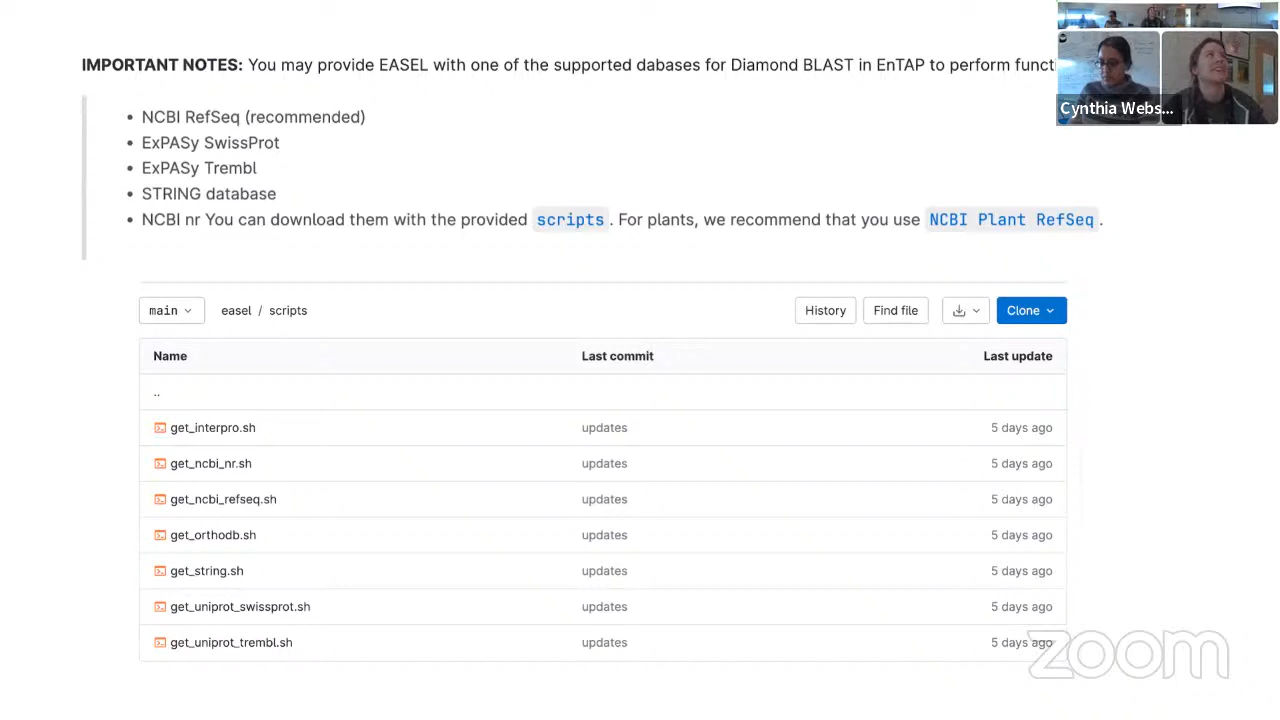 IMPORTANT NOTES: You may provide EASEL with one of the supported dabases for Diamond BLAST in EnTAP to perform functi
Cynthia Webs...
• NCBI RefSeq (recommended)
• ExPASy SwissProt
• ExPASy Trembl
• STRING database
• NCBI nr You can download them with the provided scripts. For plants, we recommend that you use NCBI Plant RefSeq.
main easel / scripts History Find file Clone
Name Last commit Last update
..
get_interpro.sh updates 5 days ago
get_ncbi_nr.sh updates 5 days ago
get_ncbi_refseq.sh updates 5 days ago
get_orthodb.sh updates 5 days ago
get_string.sh updates 5 days ago
get_uniprot_swissprot.sh updates 5 days ago
get_uniprot_trembl.sh updates 5 days ago
zoom